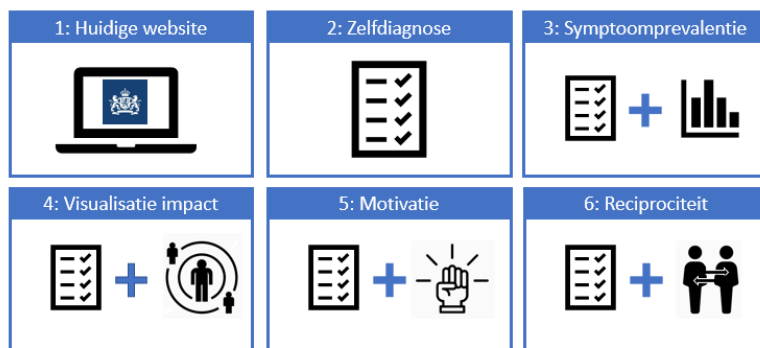 1: Huidige website
2: Zelfdiagnose
3: Symptoomprevalentie
4: Visualisatie impact
5: Motivatie
6: Reciprociteit